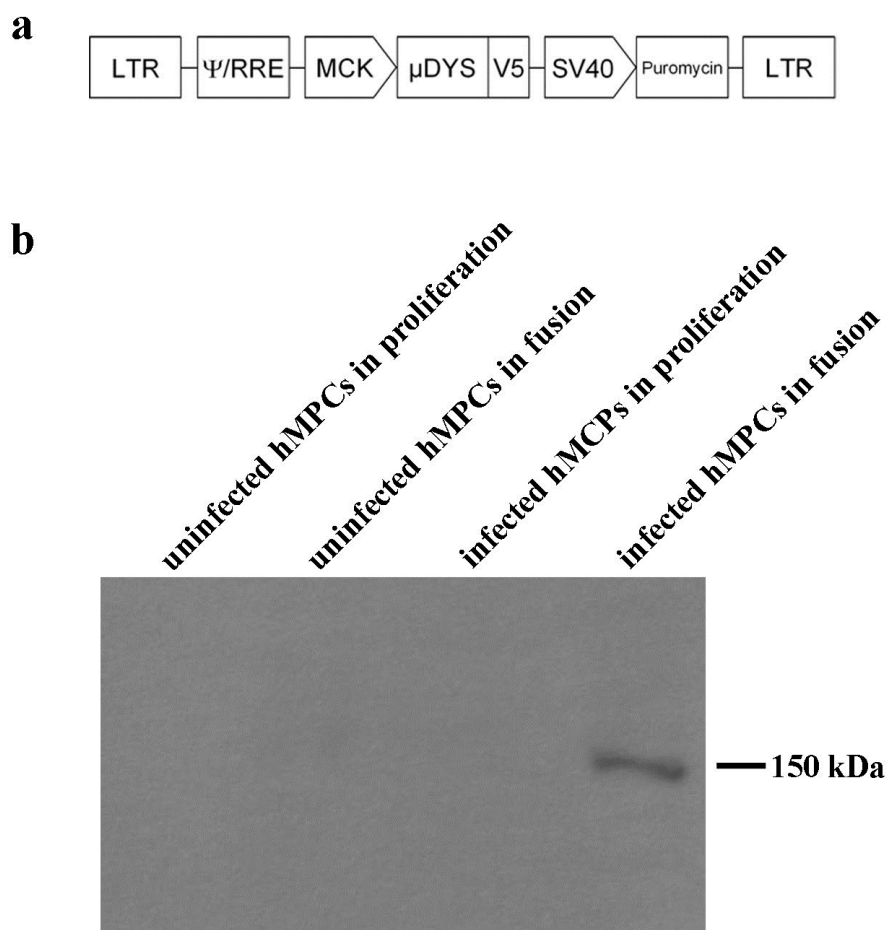 a
LTR Ψ/RRE MCK μDYS V5 SV40 Puromycin LTR
b
uninfected hMPCs in proliferation
uninfected hMPCs in fusion
infected hMCPs in proliferation
infected hMPCs in fusion
150 kDa